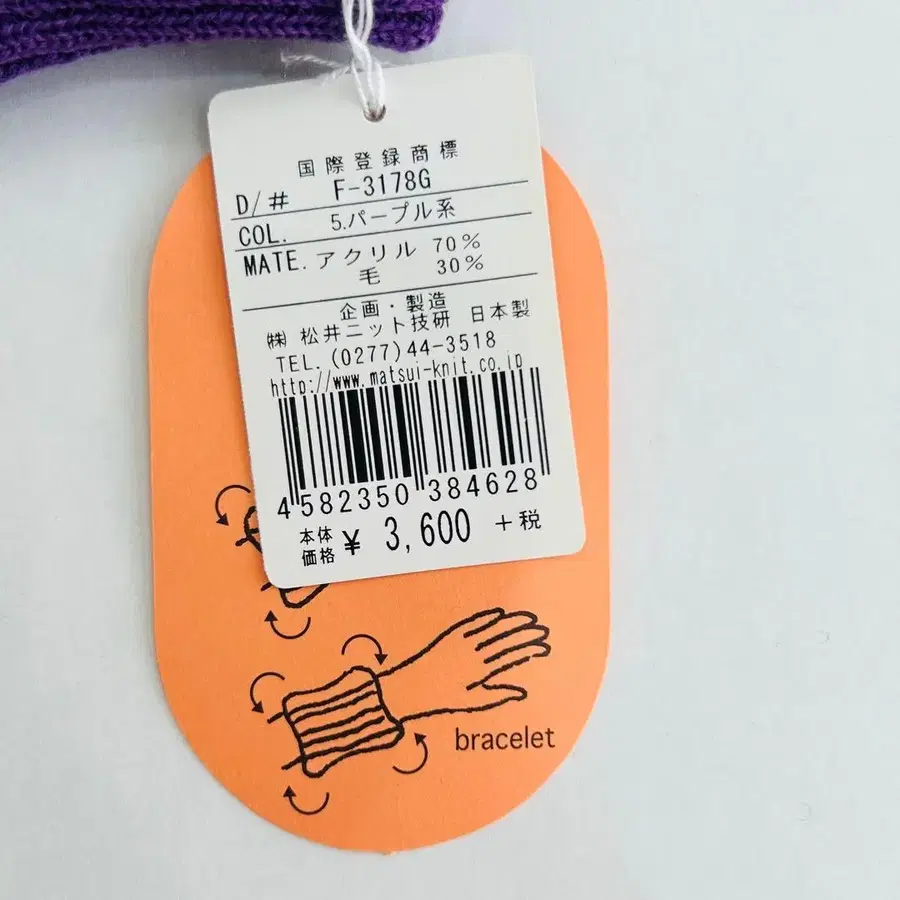 国際登録商標
D/# F-3178G
COL. 5.パープル系
MATE. アクリル 70%
毛 30%
企画・製造
㈱ 松井ニット技研 日本製
TEL.(0277)44-3518
http://www.matsui-knit.co.jp
4 582350 384628
本体価格 ¥ 3,600 +税
bracelet